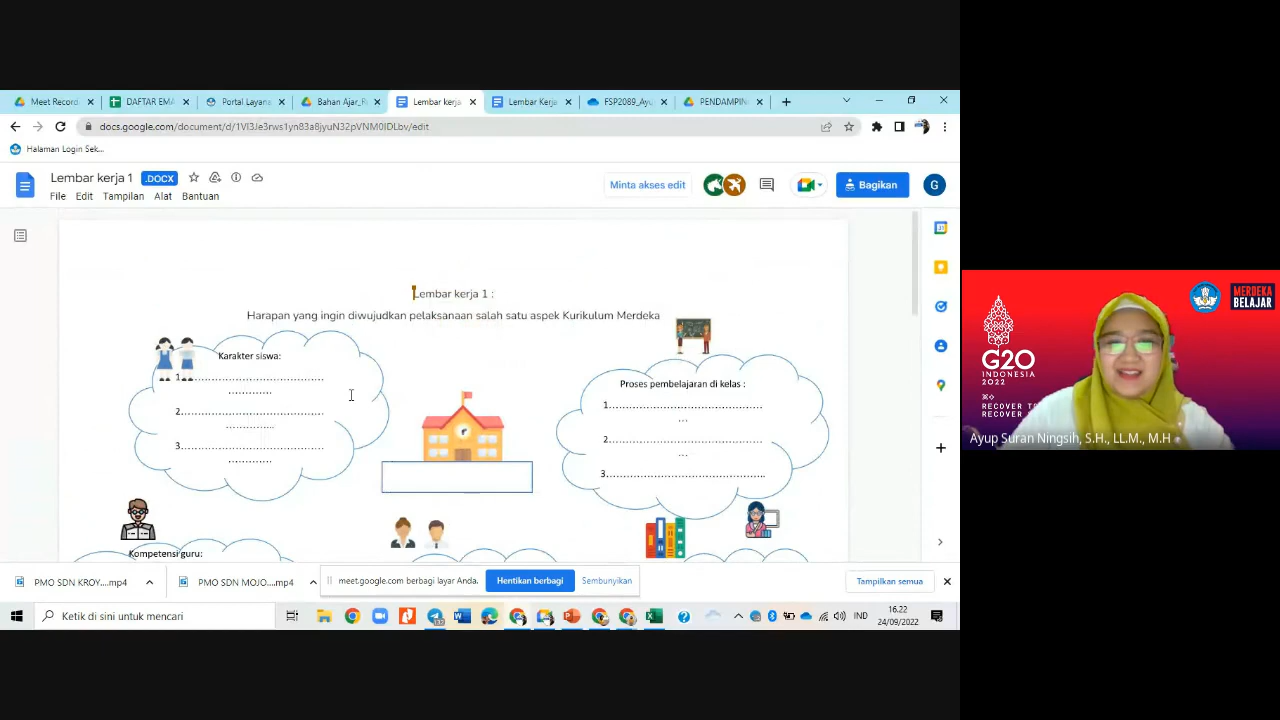 Meet Record
DAFTAR EMA
Portal Layana
Bahan Ajar_R
Lembar kerja
Lembar Kerja
FSP2089_Ayu
PENDAMPIN
docs.google.com/document/d/1Vl3Je3rws1yn83a8jyuN32pVNM0IDLbv/edit
Halaman Login Sek...
Lembar kerja 1 .DOCX
File Edit Tampilan Alat Bantuan
Minta akses edit
Bagikan
G
Lembar kerja 1 :
Harapan yang ingin diwujudkan pelaksanaan salah satu aspek Kurikulum Merdeka
Karakter siswa:
1................................................
..............
2................................................
..............
3................................................
..............
Proses pembelajaran di kelas :
1................................................
...
2................................................
...
3................................................
Kompetensi guru:
PMO SDN KROY....mp4
PMO SDN MOJO....mp4
meet.google.com berbagi layar Anda.
Hentikan berbagi
Sembunyikan
Tampilkan semua
Ketik di sini untuk mencari
IND
16.22
24/09/2022
G20
INDONESIA
2022
RECOVER T
RECOVER
MERDEKA
BELAJAR
Ayup Suran Ningsih, S.H., LL.M., M.H